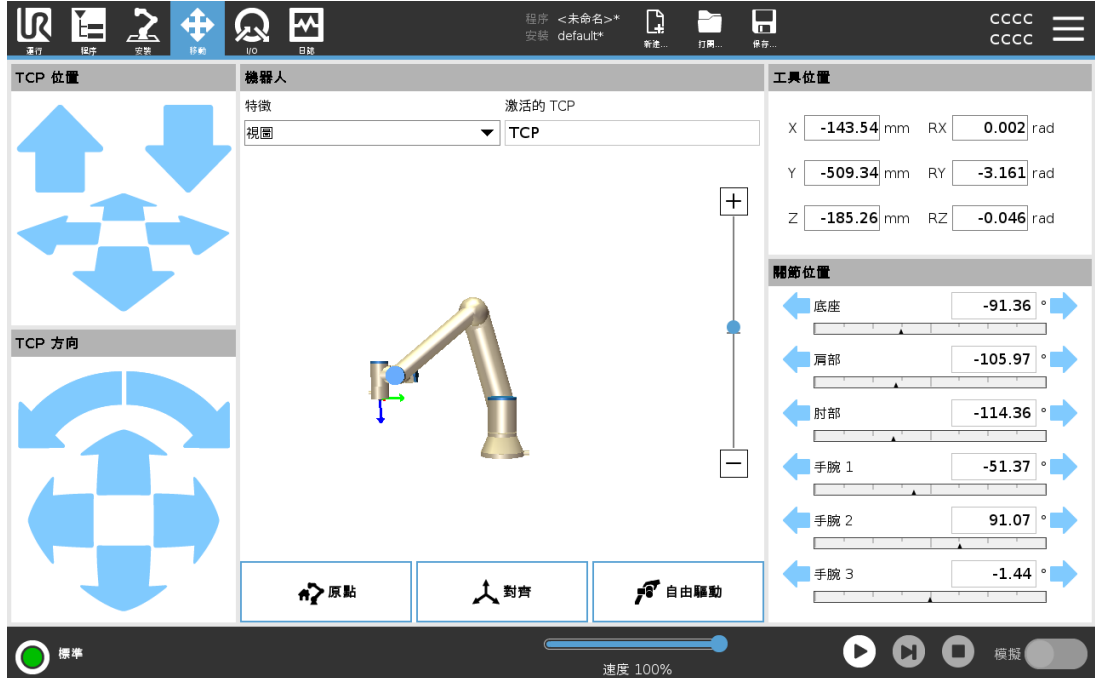 UR
運行
程序
安裝
移動
I/O
日誌
程序 <未命名>*
安裝 default*
新建...
打開...
保存...
CCCC
CCCC
TCP 位置
機器人
特徵
激活的 TCP
視圖
TCP
工具位置
X -143.54 mm RX 0.002 rad
Y -509.34 mm RY -3.161 rad
Z -185.26 mm RZ -0.046 rad
TCP 方向
關節位置
底座 -91.36 °
肩部 -105.97 °
肘部 -114.36 °
手腕 1 -51.37 °
手腕 2 91.07 °
手腕 3 -1.44 °
原點
對齊
自由驅動
標準
速度 100%
模擬